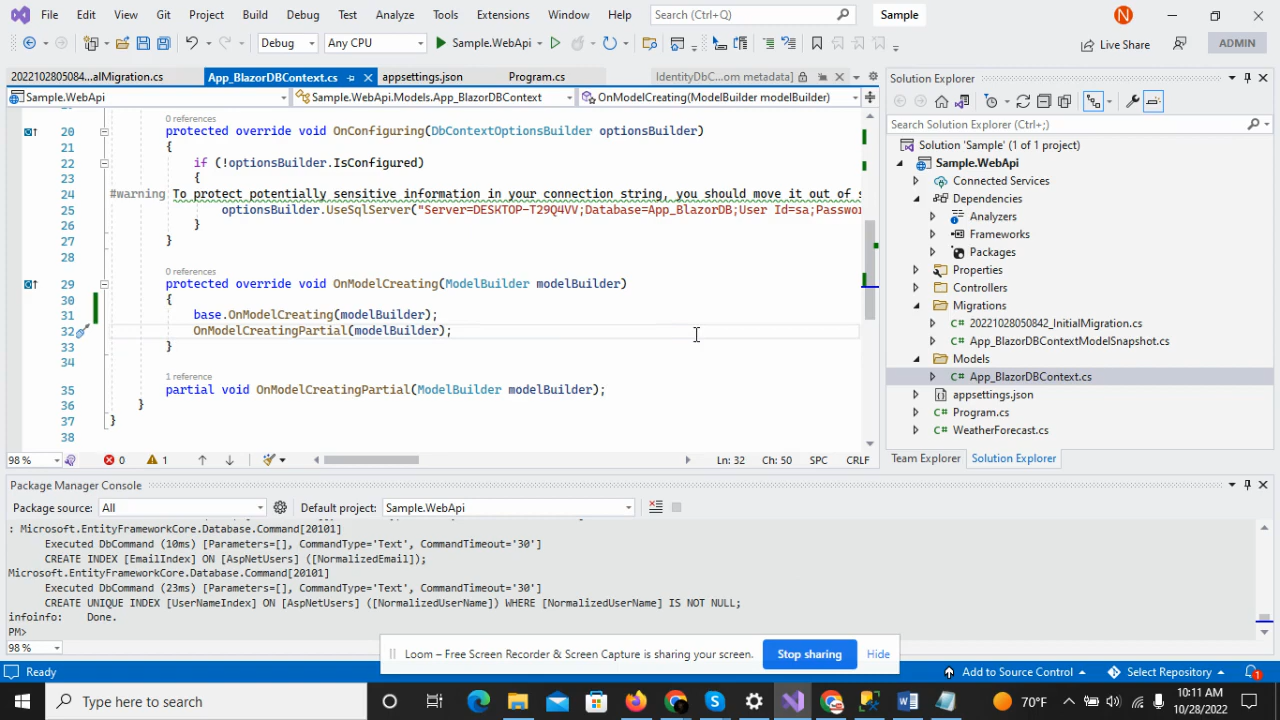 File Edit View Git Project Build Debug Test Analyze Tools Extensions Window Help Search (Ctrl+Q) Sample N
Debug Any CPU Sample.WebApi Live Share ADMIN
2022102805084...alMigration.cs App_BlazorDBContext.cs appsettings.json Program.cs IdentityDbC...om metadata]
Sample.WebApi Sample.WebApi.Models.App_BlazorDBContext OnModelCreating(ModelBuilder modelBuilder)
0 references
20 protected override void OnConfiguring(DbContextOptionsBuilder optionsBuilder)
21 {
22 if (!optionsBuilder.IsConfigured)
23 {
24 #warning To protect potentially sensitive information in your connection string, you should move it out of s
25 optionsBuilder.UseSqlServer("Server=DESKTOP-T29Q4VV;Database=App_BlazorDB;User Id=sa;Passwor
26 }
27 }
28
0 references
29 protected override void OnModelCreating(ModelBuilder modelBuilder)
30 {
31 base.OnModelCreating(modelBuilder);
32 OnModelCreatingPartial(modelBuilder);
33 }
34
1 reference
35 partial void OnModelCreatingPartial(ModelBuilder modelBuilder);
36 }
37 }
38
98 % 0 1 Ln: 32 Ch: 50 SPC CRLF
Solution Explorer
Search Solution Explorer (Ctrl+;)
Solution 'Sample' (1 of 1 project)
Sample.WebApi
Connected Services
Dependencies
Analyzers
Frameworks
Packages
Properties
Controllers
Migrations
20221028050842_InitialMigration.cs
App_BlazorDBContextModelSnapshot.cs
Models
App_BlazorDBContext.cs
appsettings.json
Program.cs
WeatherForecast.cs
Team Explorer Solution Explorer
Package Manager Console
Package source: All Default project: Sample.WebApi
: Microsoft.EntityFrameworkCore.Database.Command[20101]
Executed DbCommand (10ms) [Parameters=[], CommandType='Text', CommandTimeout='30']
CREATE INDEX [EmailIndex] ON [AspNetUsers] ([NormalizedEmail]);
Microsoft.EntityFrameworkCore.Database.Command[20101]
Executed DbCommand (23ms) [Parameters=[], CommandType='Text', CommandTimeout='30']
CREATE UNIQUE INDEX [UserNameIndex] ON [AspNetUsers] ([NormalizedUserName]) WHERE [NormalizedUserName] IS NOT NULL;
infoinfo: Done.
PM>
98 %
Loom – Free Screen Recorder & Screen Capture is sharing your screen. Stop sharing Hide
Ready Add to Source Control Select Repository 1
Type here to search 70°F 10:11 AM
10/28/2022